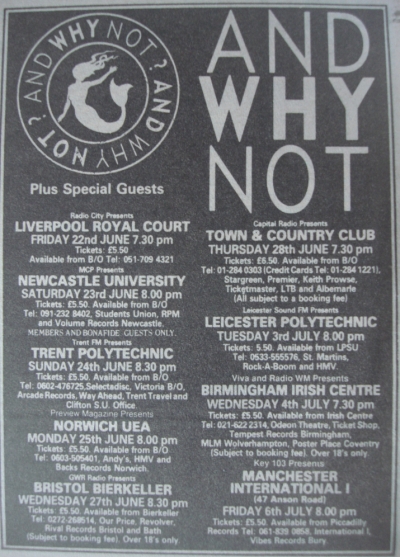 AND WHY NOT? AND WHY NOT?
AND
WHY
NOT
Plus Special Guests
Radio City Presents
LIVERPOOL ROYAL COURT
FRIDAY 22nd JUNE 7.30 pm
Tickets: £5.50
Available from B/O Tel: 051-709 4321
MCP Presents
NEWCASTLE UNIVERSITY
SATURDAY 23rd JUNE 8.00 pm
Tickets: £5.50. Available from B/O
Tel: 091-232 8402, Students Union, RPM
and Volume Records Newcastle.
MEMBERS AND BONAFIDE GUESTS ONLY.
Trent FM Presents
TRENT POLYTECHNIC
SUNDAY 24th JUNE 8.30 pm
Tickets: £5.50. Available from B/O
Tel: 0602-476725, Selectadisc, Victoria B/O,
Arcade Records, Way Ahead, Trent Travel and
Clifton S.U. Office.
Preview Magazine Presents
NORWICH UEA
MONDAY 25th JUNE 8.00 pm
Tickets: £5.50. Available from B/O
Tel: 0603-505401, Andy's, HMV and
Backs Records Norwich.
GWR Radio Presents
BRISTOL BIERKELLER
WEDNESDAY 27th JUNE 8.30 pm
Tickets: £5.50. Available from Bierkeller
Tel: 0272-268514, Our Price, Revolver,
Rival Records Bristol and Bath
(Subject to booking fee). Over 18's only.
Capital Radio Presents
TOWN & COUNTRY CLUB
THURSDAY 28th JUNE 7.30 pm
Tickets: £6.50. Available from B/O
Tel: 01-284 0303 (Credit Cards Tel: 01-284 1221),
Stargreen, Premier, Keith Prowse,
Ticketmaster, LTB and Albemarle
(All subject to a booking fee)
Leicester Sound FM Presents
LEICESTER POLYTECHNIC
TUESDAY 3rd JULY 8.00 pm
Tickets: 5.50. Available from LPSU
Tel: 0533-555576, St. Martins,
Rock-A-Boom and HMV.
Viva and Radio WM Presents
BIRMINGHAM IRISH CENTRE
WEDNESDAY 4th JULY 7.30 pm
Tickets: £5.50. Available from Irish Centre
Tel: 021-622 2314, Odeon Theatre, Ticket Shop,
Tempest Records Birmingham,
MLM Wolverhampton, Poster Place Coventry
(Subject to booking fee). Over 18's only.
Key 103 Presents
MANCHESTER
INTERNATIONAL I
(47 Anson Road)
FRIDAY 6th JULY 8.00 pm
Tickets: £5.50. Available from Piccadilly
Records Tel: 061-839 0858. International I,
Vibes Records Bury.